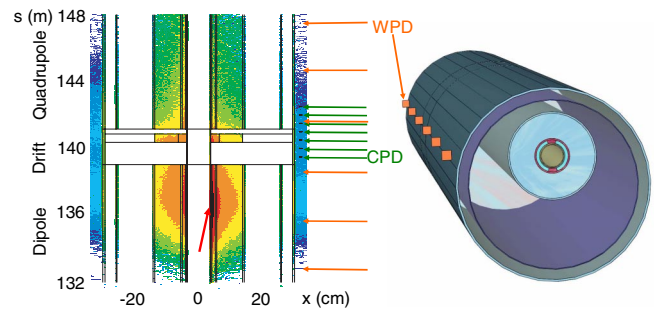 s (m)
148
144
140
136
132
Quadrupole
Drift
Dipole
-20
0
20
x (cm)
WPD
CPD